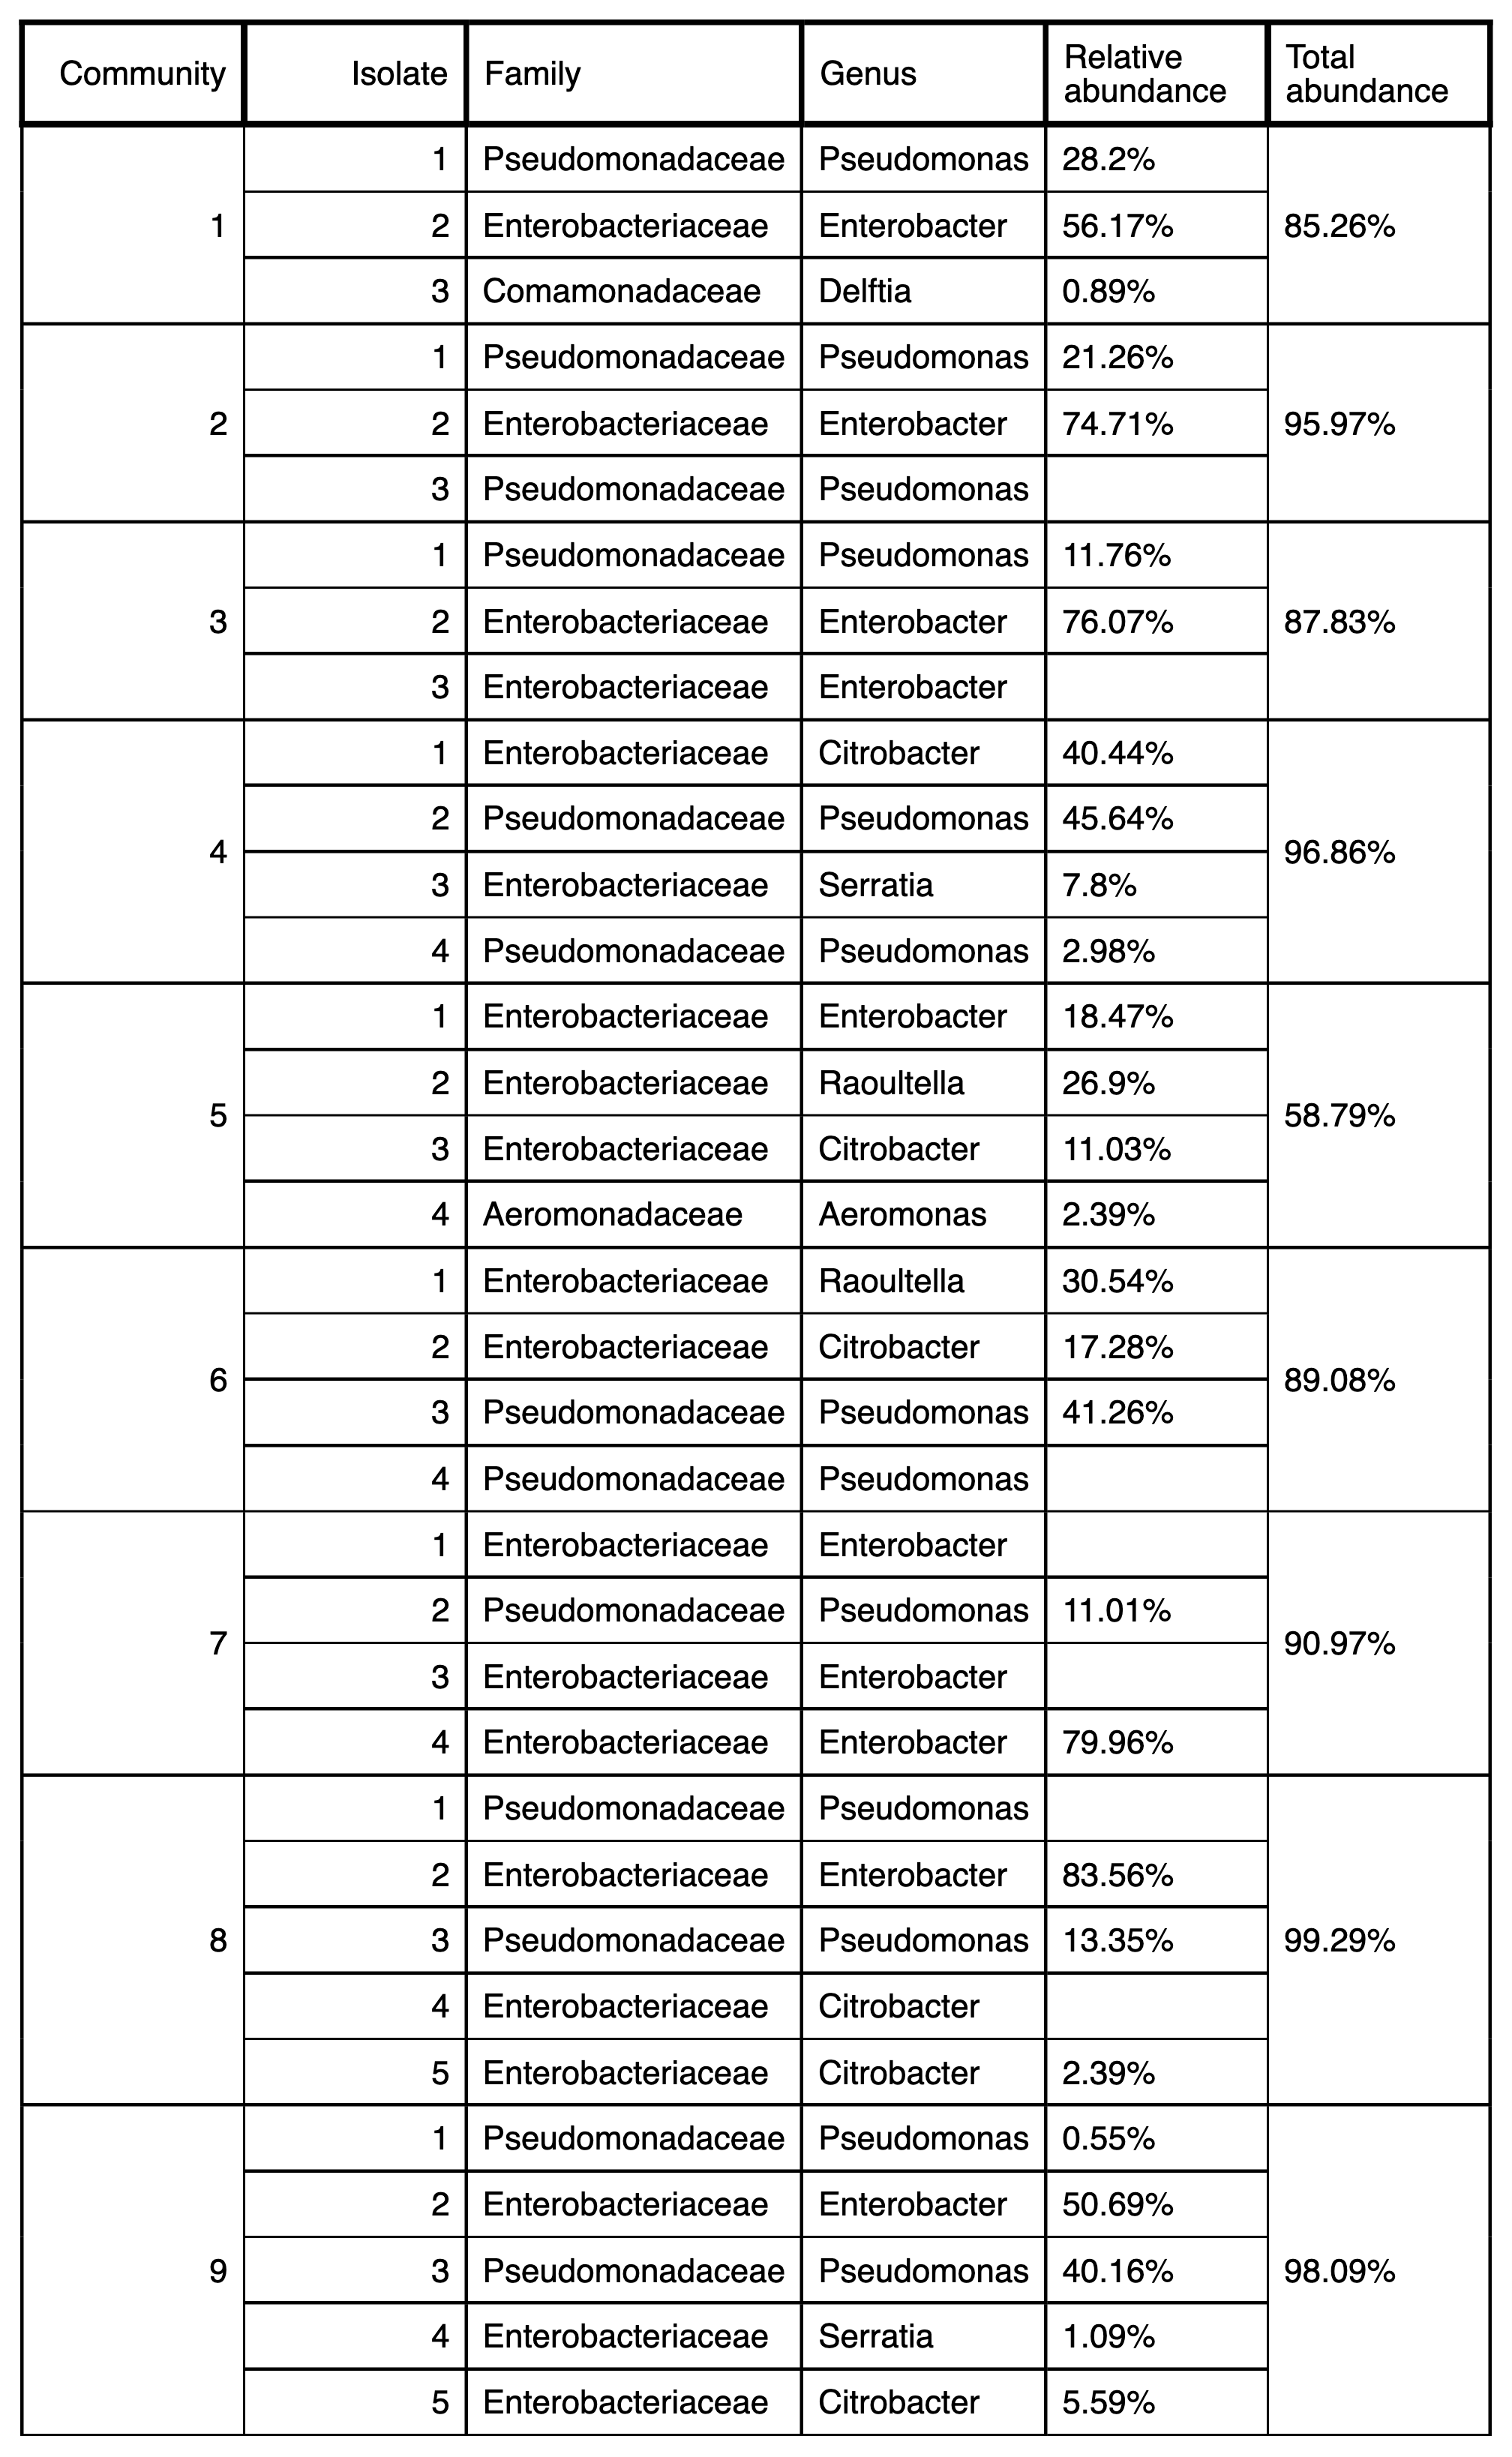 Community Isolate Family Genus Relative abundance Total abundance
1 Pseudomonadaceae Pseudomonas 28.2%
1 2 Enterobacteriaceae Enterobacter 56.17% 85.26%
3 Comamonadaceae Delftia 0.89%
1 Pseudomonadaceae Pseudomonas 21.26%
2 2 Enterobacteriaceae Enterobacter 74.71% 95.97%
3 Pseudomonadaceae Pseudomonas
1 Pseudomonadaceae Pseudomonas 11.76%
3 2 Enterobacteriaceae Enterobacter 76.07% 87.83%
3 Enterobacteriaceae Enterobacter
1 Enterobacteriaceae Citrobacter 40.44%
2 Pseudomonadaceae Pseudomonas 45.64%
4 96.86%
3 Enterobacteriaceae Serratia 7.8%
4 Pseudomonadaceae Pseudomonas 2.98%
1 Enterobacteriaceae Enterobacter 18.47%
2 Enterobacteriaceae Raoultella 26.9%
5 58.79%
3 Enterobacteriaceae Citrobacter 11.03%
4 Aeromonadaceae Aeromonas 2.39%
1 Enterobacteriaceae Raoultella 30.54%
2 Enterobacteriaceae Citrobacter 17.28%
6 89.08%
3 Pseudomonadaceae Pseudomonas 41.26%
4 Pseudomonadaceae Pseudomonas
1 Enterobacteriaceae Enterobacter
2 Pseudomonadaceae Pseudomonas 11.01%
7 90.97%
3 Enterobacteriaceae Enterobacter
4 Enterobacteriaceae Enterobacter 79.96%
1 Pseudomonadaceae Pseudomonas
2 Enterobacteriaceae Enterobacter 83.56%
8 3 Pseudomonadaceae Pseudomonas 13.35% 99.29%
4 Enterobacteriaceae Citrobacter
5 Enterobacteriaceae Citrobacter 2.39%
1 Pseudomonadaceae Pseudomonas 0.55%
2 Enterobacteriaceae Enterobacter 50.69%
9 3 Pseudomonadaceae Pseudomonas 40.16% 98.09%
4 Enterobacteriaceae Serratia 1.09%
5 Enterobacteriaceae Citrobacter 5.59%